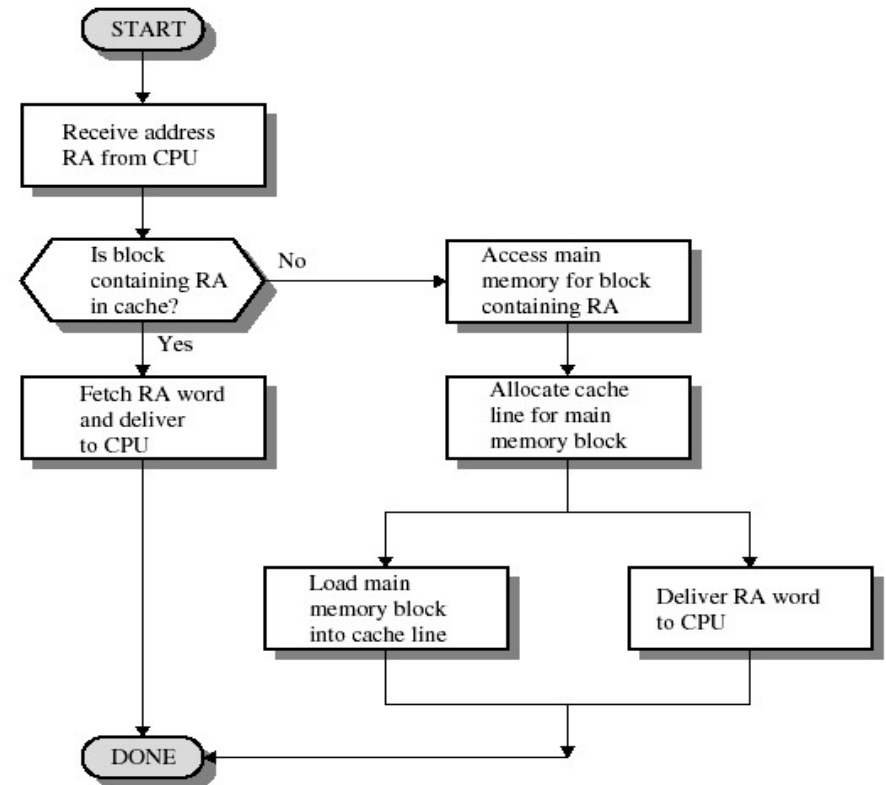 START
Receive address
RA from CPU
Is block
containing RA
in cache?
No
Access main
memory for block
containing RA
Yes
Fetch RA word
and deliver
to CPU
Allocate cache
line for main
memory block
Load main
memory block
into cache line
Deliver RA word
to CPU
DONE